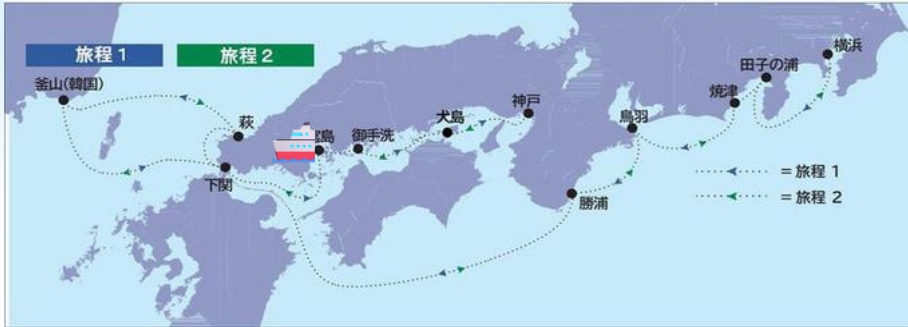 旅程1
旅程2
釜山(韓国)
萩
下関
島
御手洗
犬島
神戸
勝浦
鳥羽
焼津
田子の浦
横浜
= 旅程 1
= 旅程 2